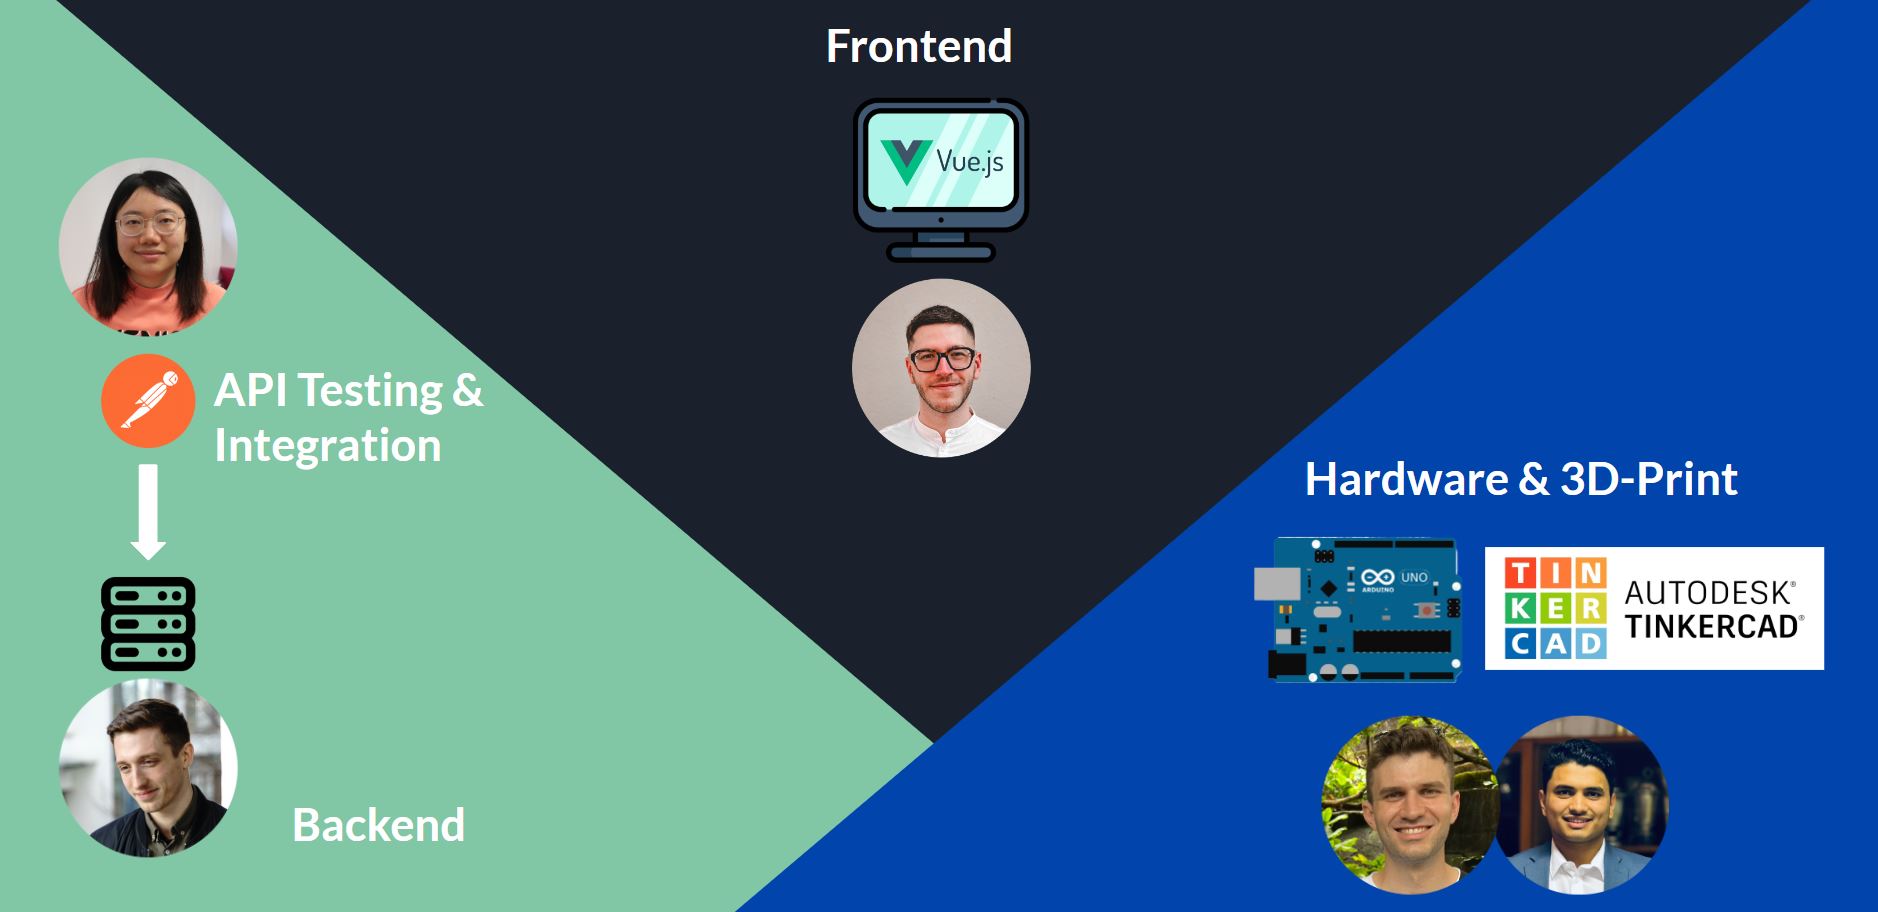 Frontend
Vue.js
API Testing &
Integration
Backend
Hardware & 3D-Print
UNO
ARDUINO
TIN
KER
CAD
AUTODESK®
TINKERCAD®